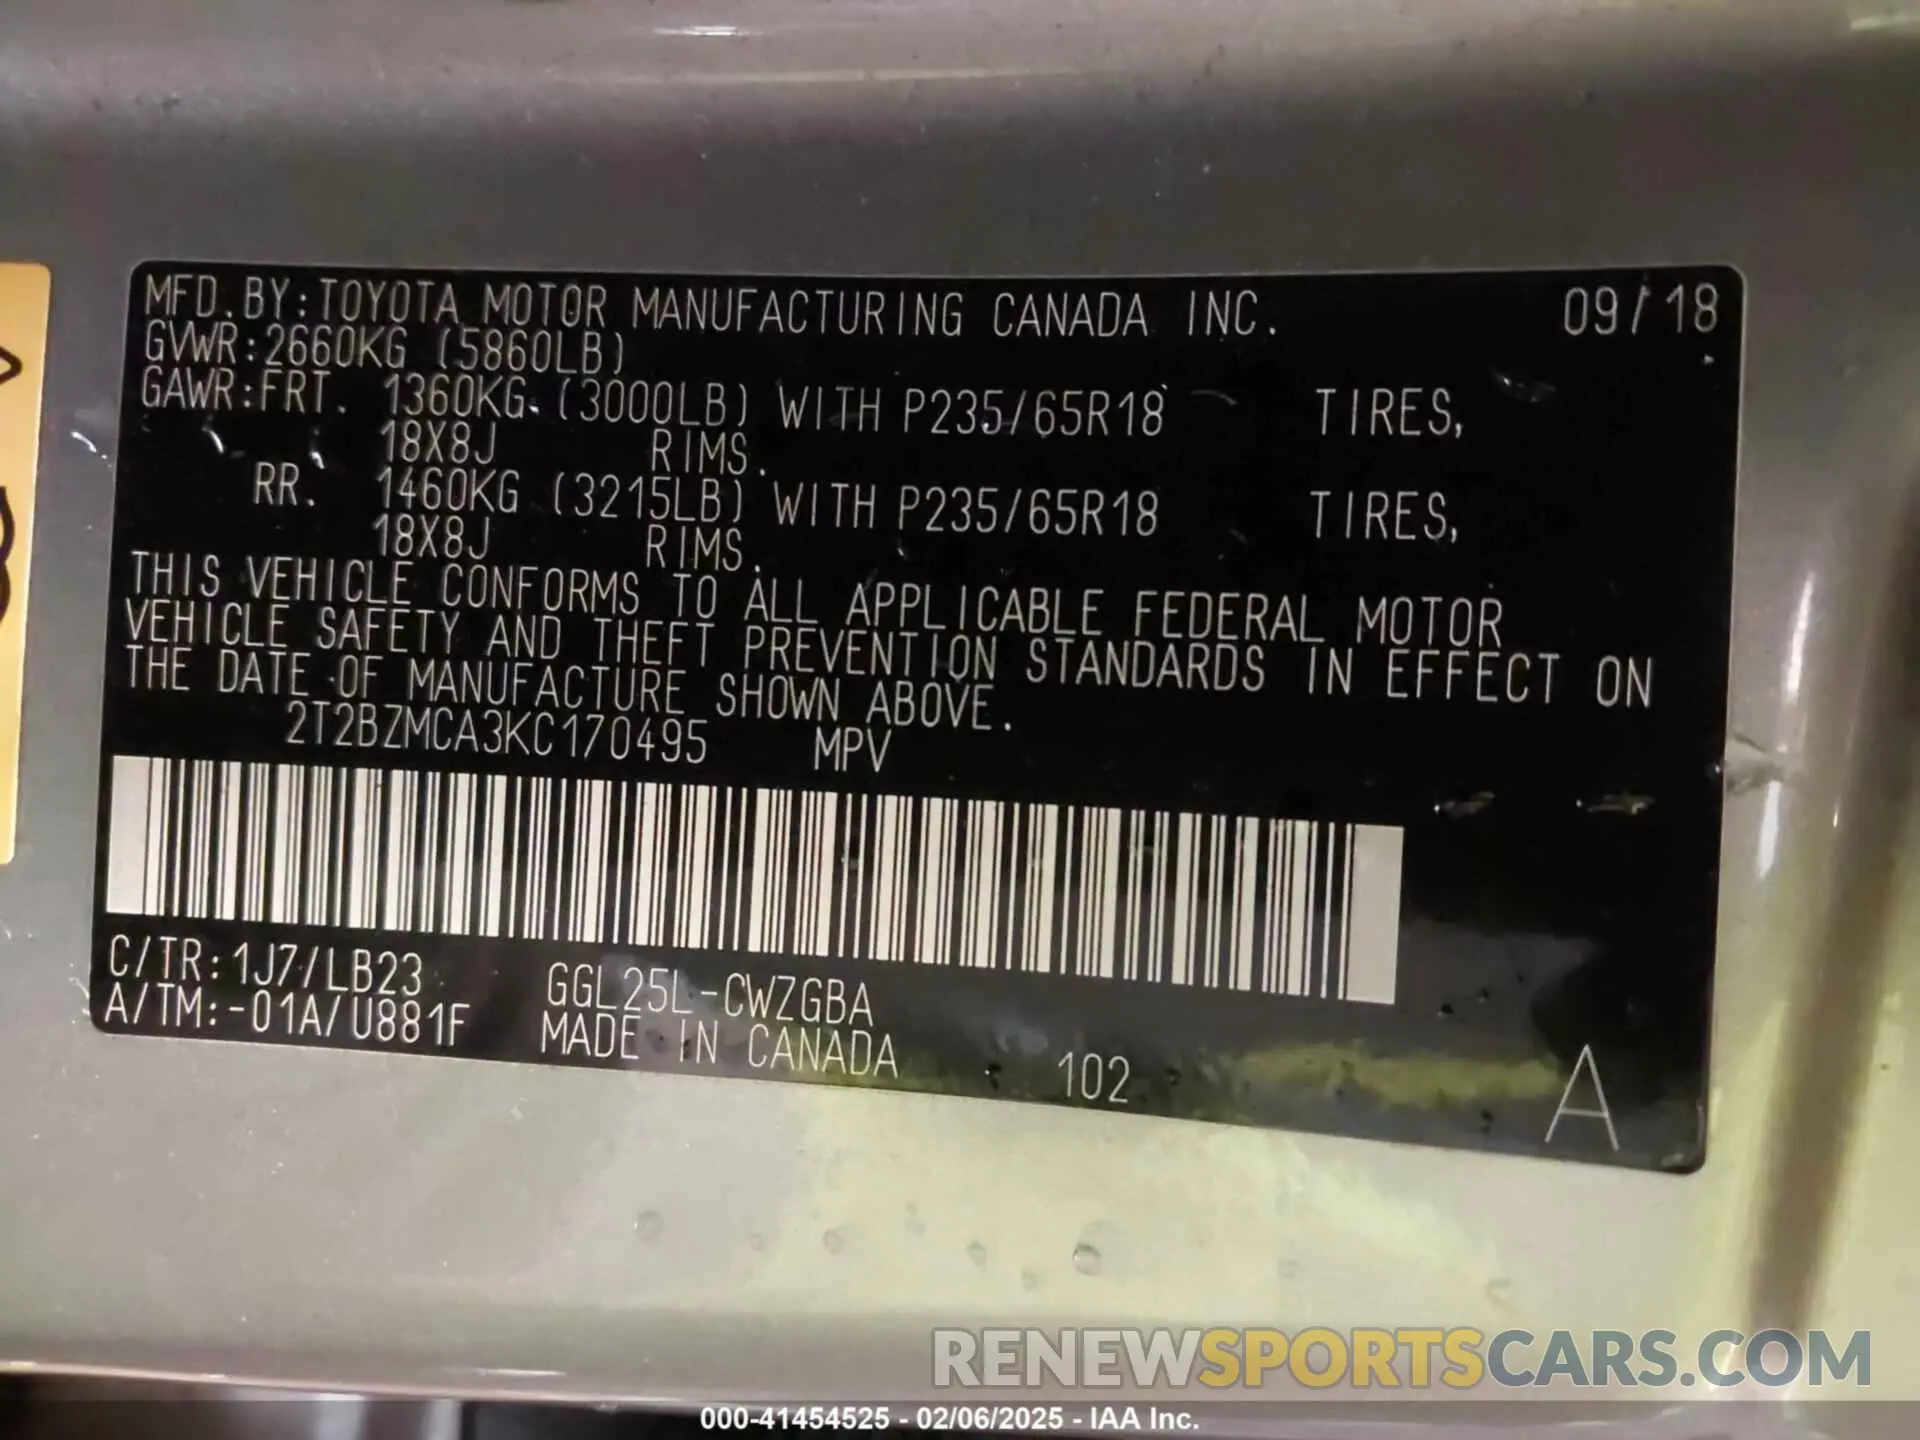 MFD.BY:TOYOTA MOTOR MANUFACTURING CANADA INC. 09/18
GVWR:2660KG (5860LB)
GAWR:FRT. 1360KG (3000LB) WITH P235/65R18 TIRES,
18X8J RIMS.
RR. 1460KG (3215LB) WITH P235/65R18 TIRES,
18X8J RIMS.
THIS VEHICLE CONFORMS TO ALL APPLICABLE FEDERAL MOTOR
VEHICLE SAFETY AND THEFT PREVENTION STANDARDS IN EFFECT ON
THE DATE OF MANUFACTURE SHOWN ABOVE.
2T2BZMCA3KC170495 MPV
C/TR:1J7/LB23 GGL25L-CWZGBA
A/TM:-01A/U881F MADE IN CANADA 102 A
RENEWSPORTSCARS.COM
000-41454525 - 02/06/2025 - IAA Inc.